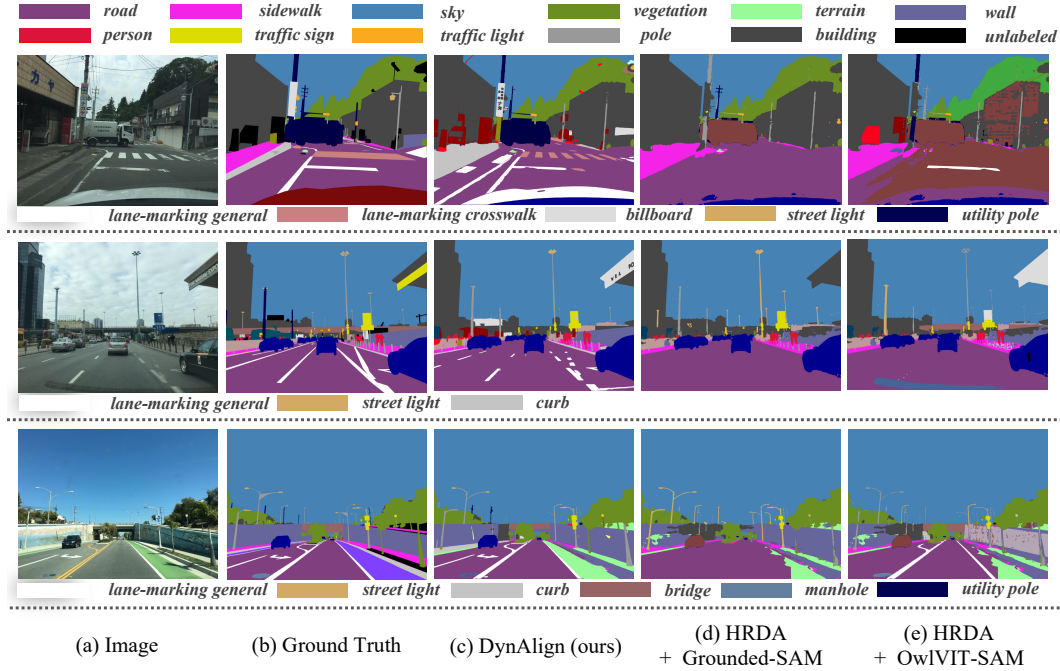 road sidewalk sky vegetation terrain wall
person traffic sign traffic light pole building unlabeled
カ ヤ
lane-marking general lane-marking crosswalk billboard street light utility pole
lane-marking general street light curb
lane-marking general street light curb bridge manhole utility pole
(a) Image (b) Ground Truth (c) DynAlign (ours) (d) HRDA (e) HRDA
+ Grounded-SAM + OwlVIT-SAM